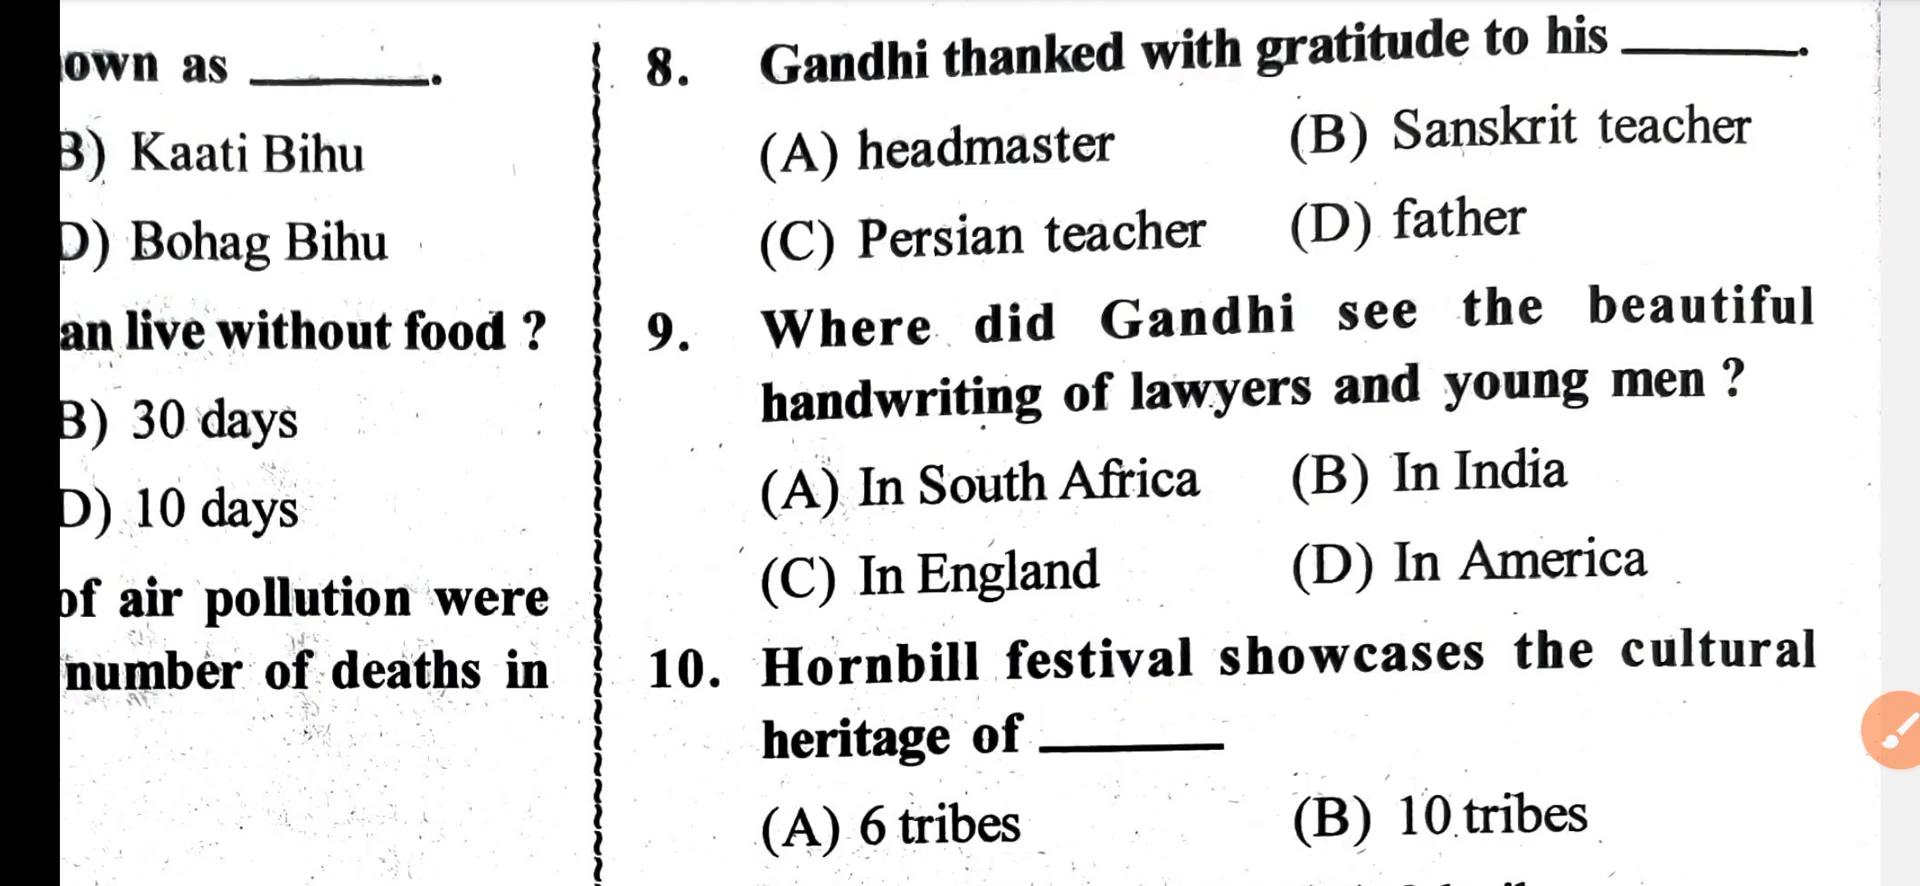 own as ______.
B) Kaati Bihu
D) Bohag Bihu
an live without food ?
B) 30 days
D) 10 days
of air pollution were
number of deaths in
8. Gandhi thanked with gratitude to his ______.
(A) headmaster (B) Sanskrit teacher
(C) Persian teacher (D) father
9. Where did Gandhi see the beautiful
handwriting of lawyers and young men ?
(A) In South Africa (B) In India
(C) In England (D) In America
10. Hornbill festival showcases the cultural
heritage of ______
(A) 6 tribes (B) 10 tribes